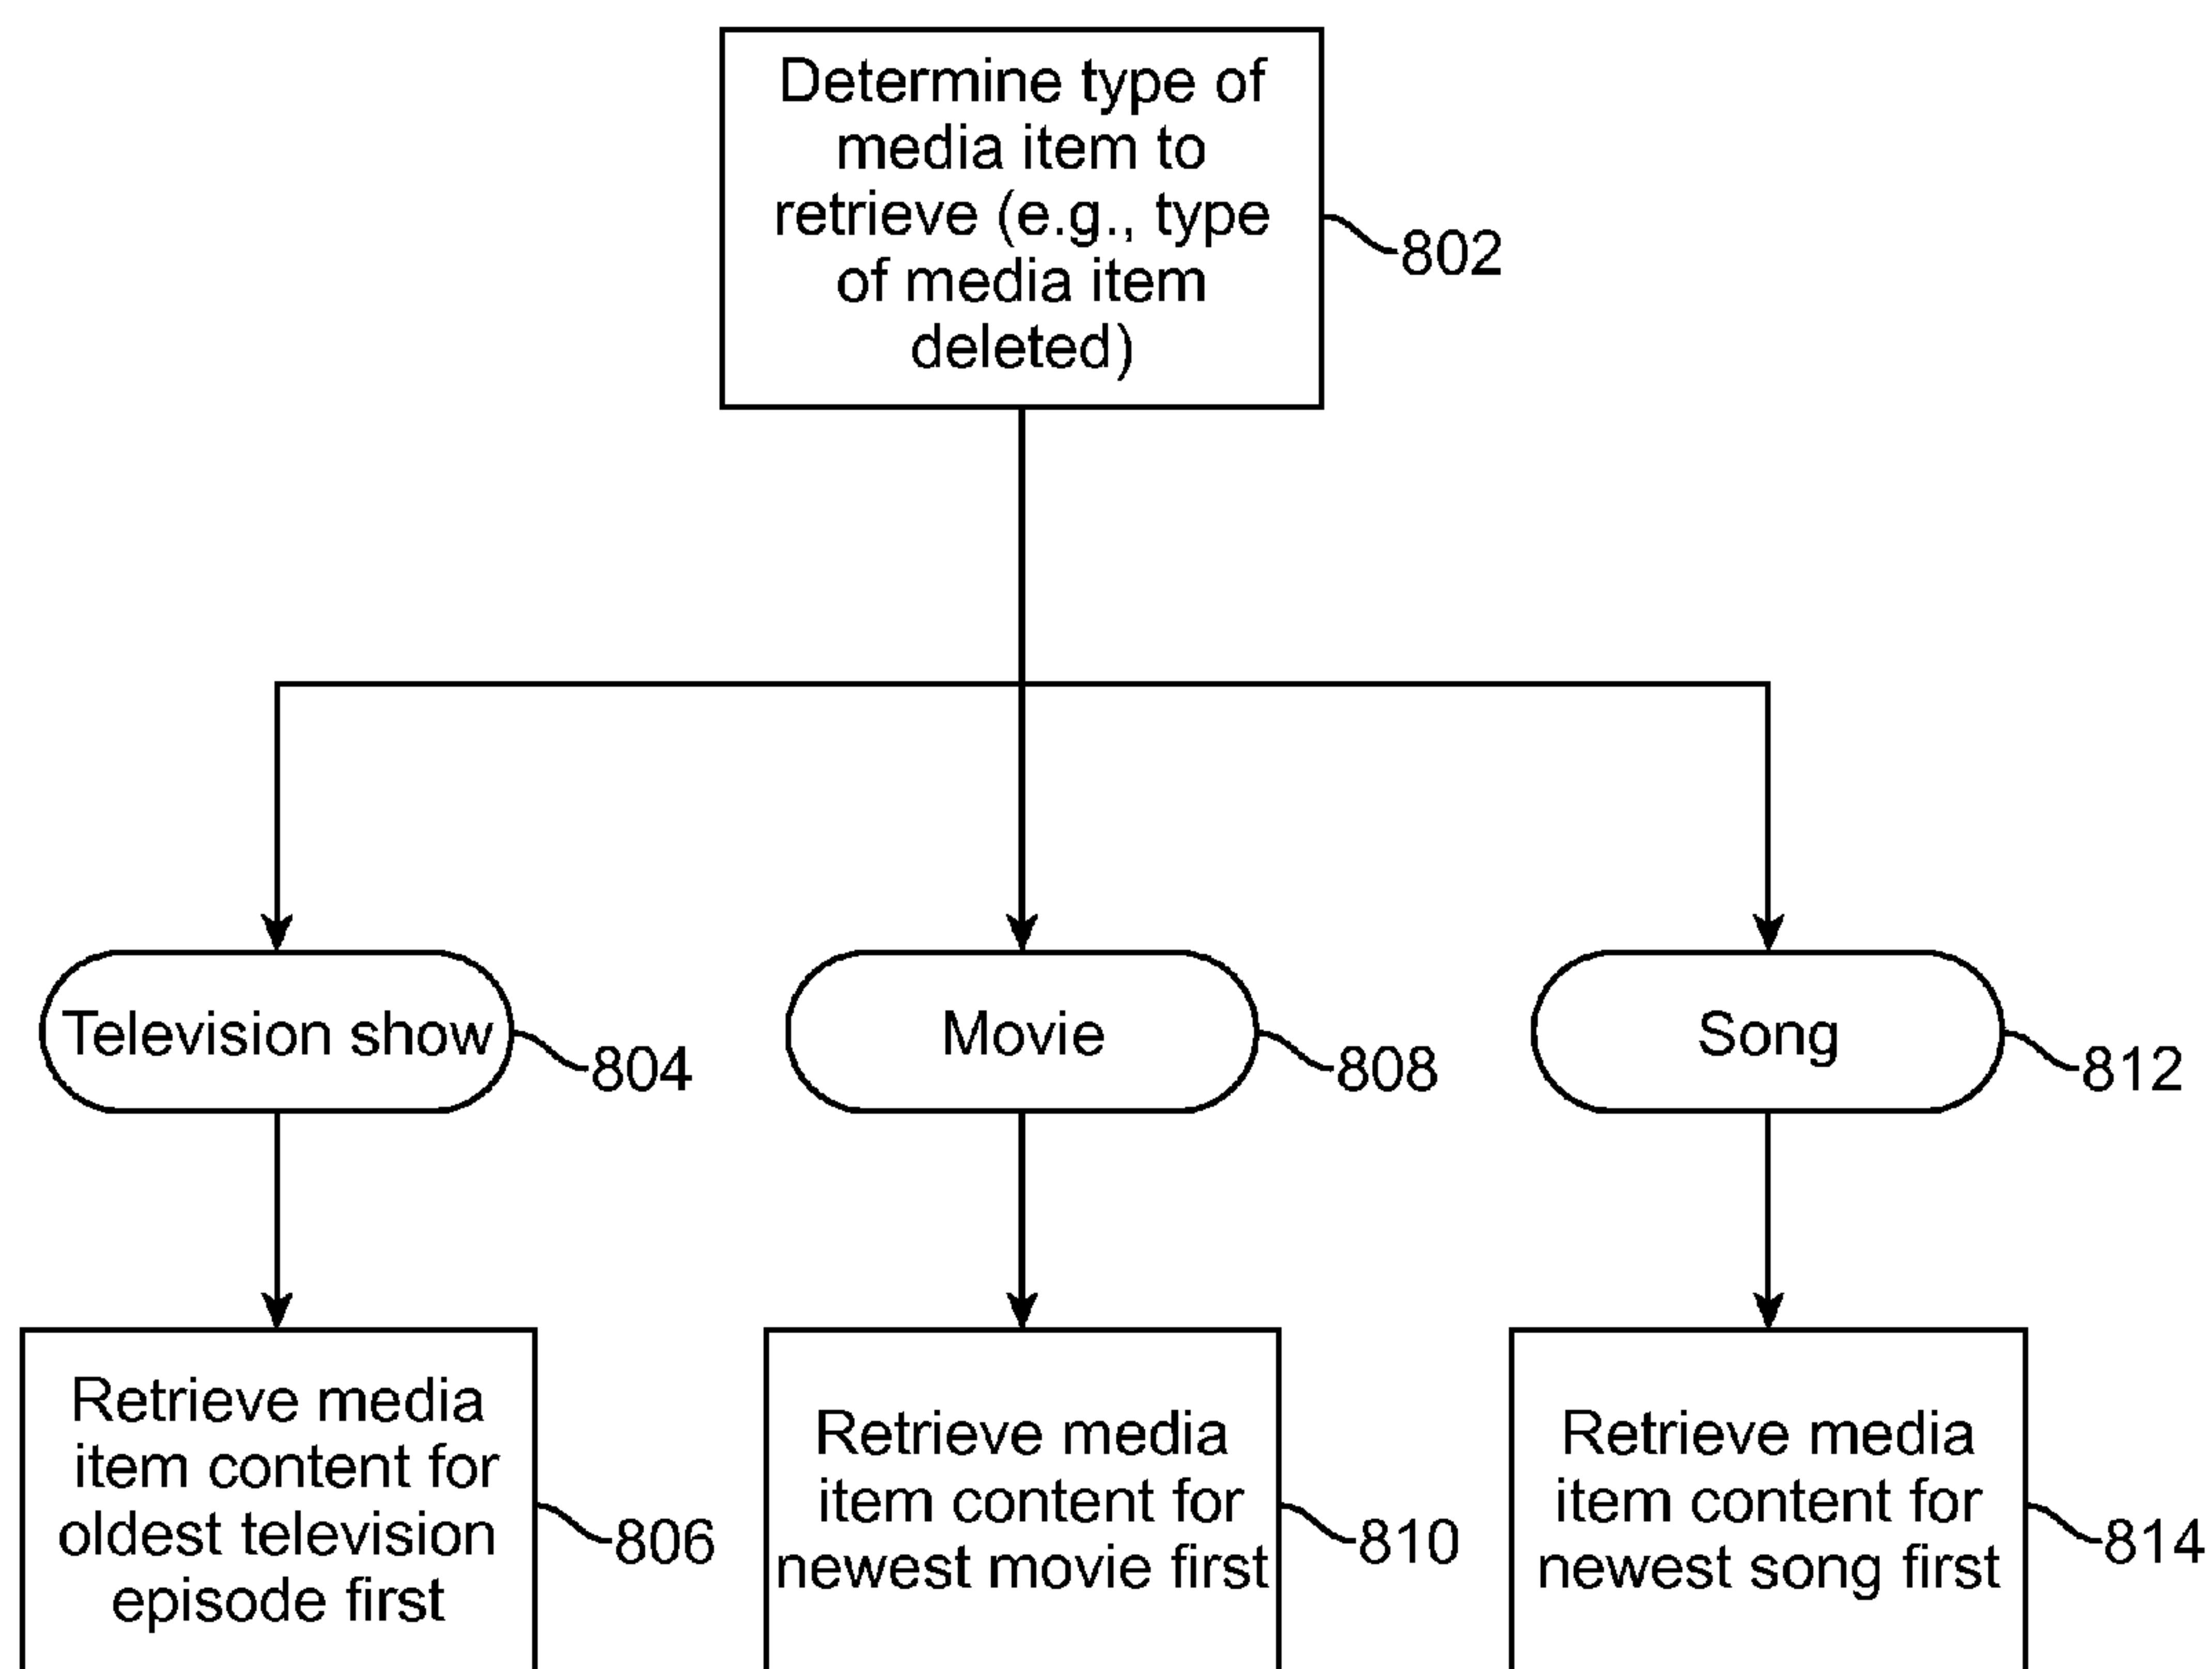 Determine type of
media item to
retrieve (e.g., type
of media item
deleted)
802
Television show
804
Movie
808
Song
812
Retrieve media
item content for
oldest television
episode first
806
Retrieve media
item content for
newest movie first
810
Retrieve media
item content for
newest song first
814